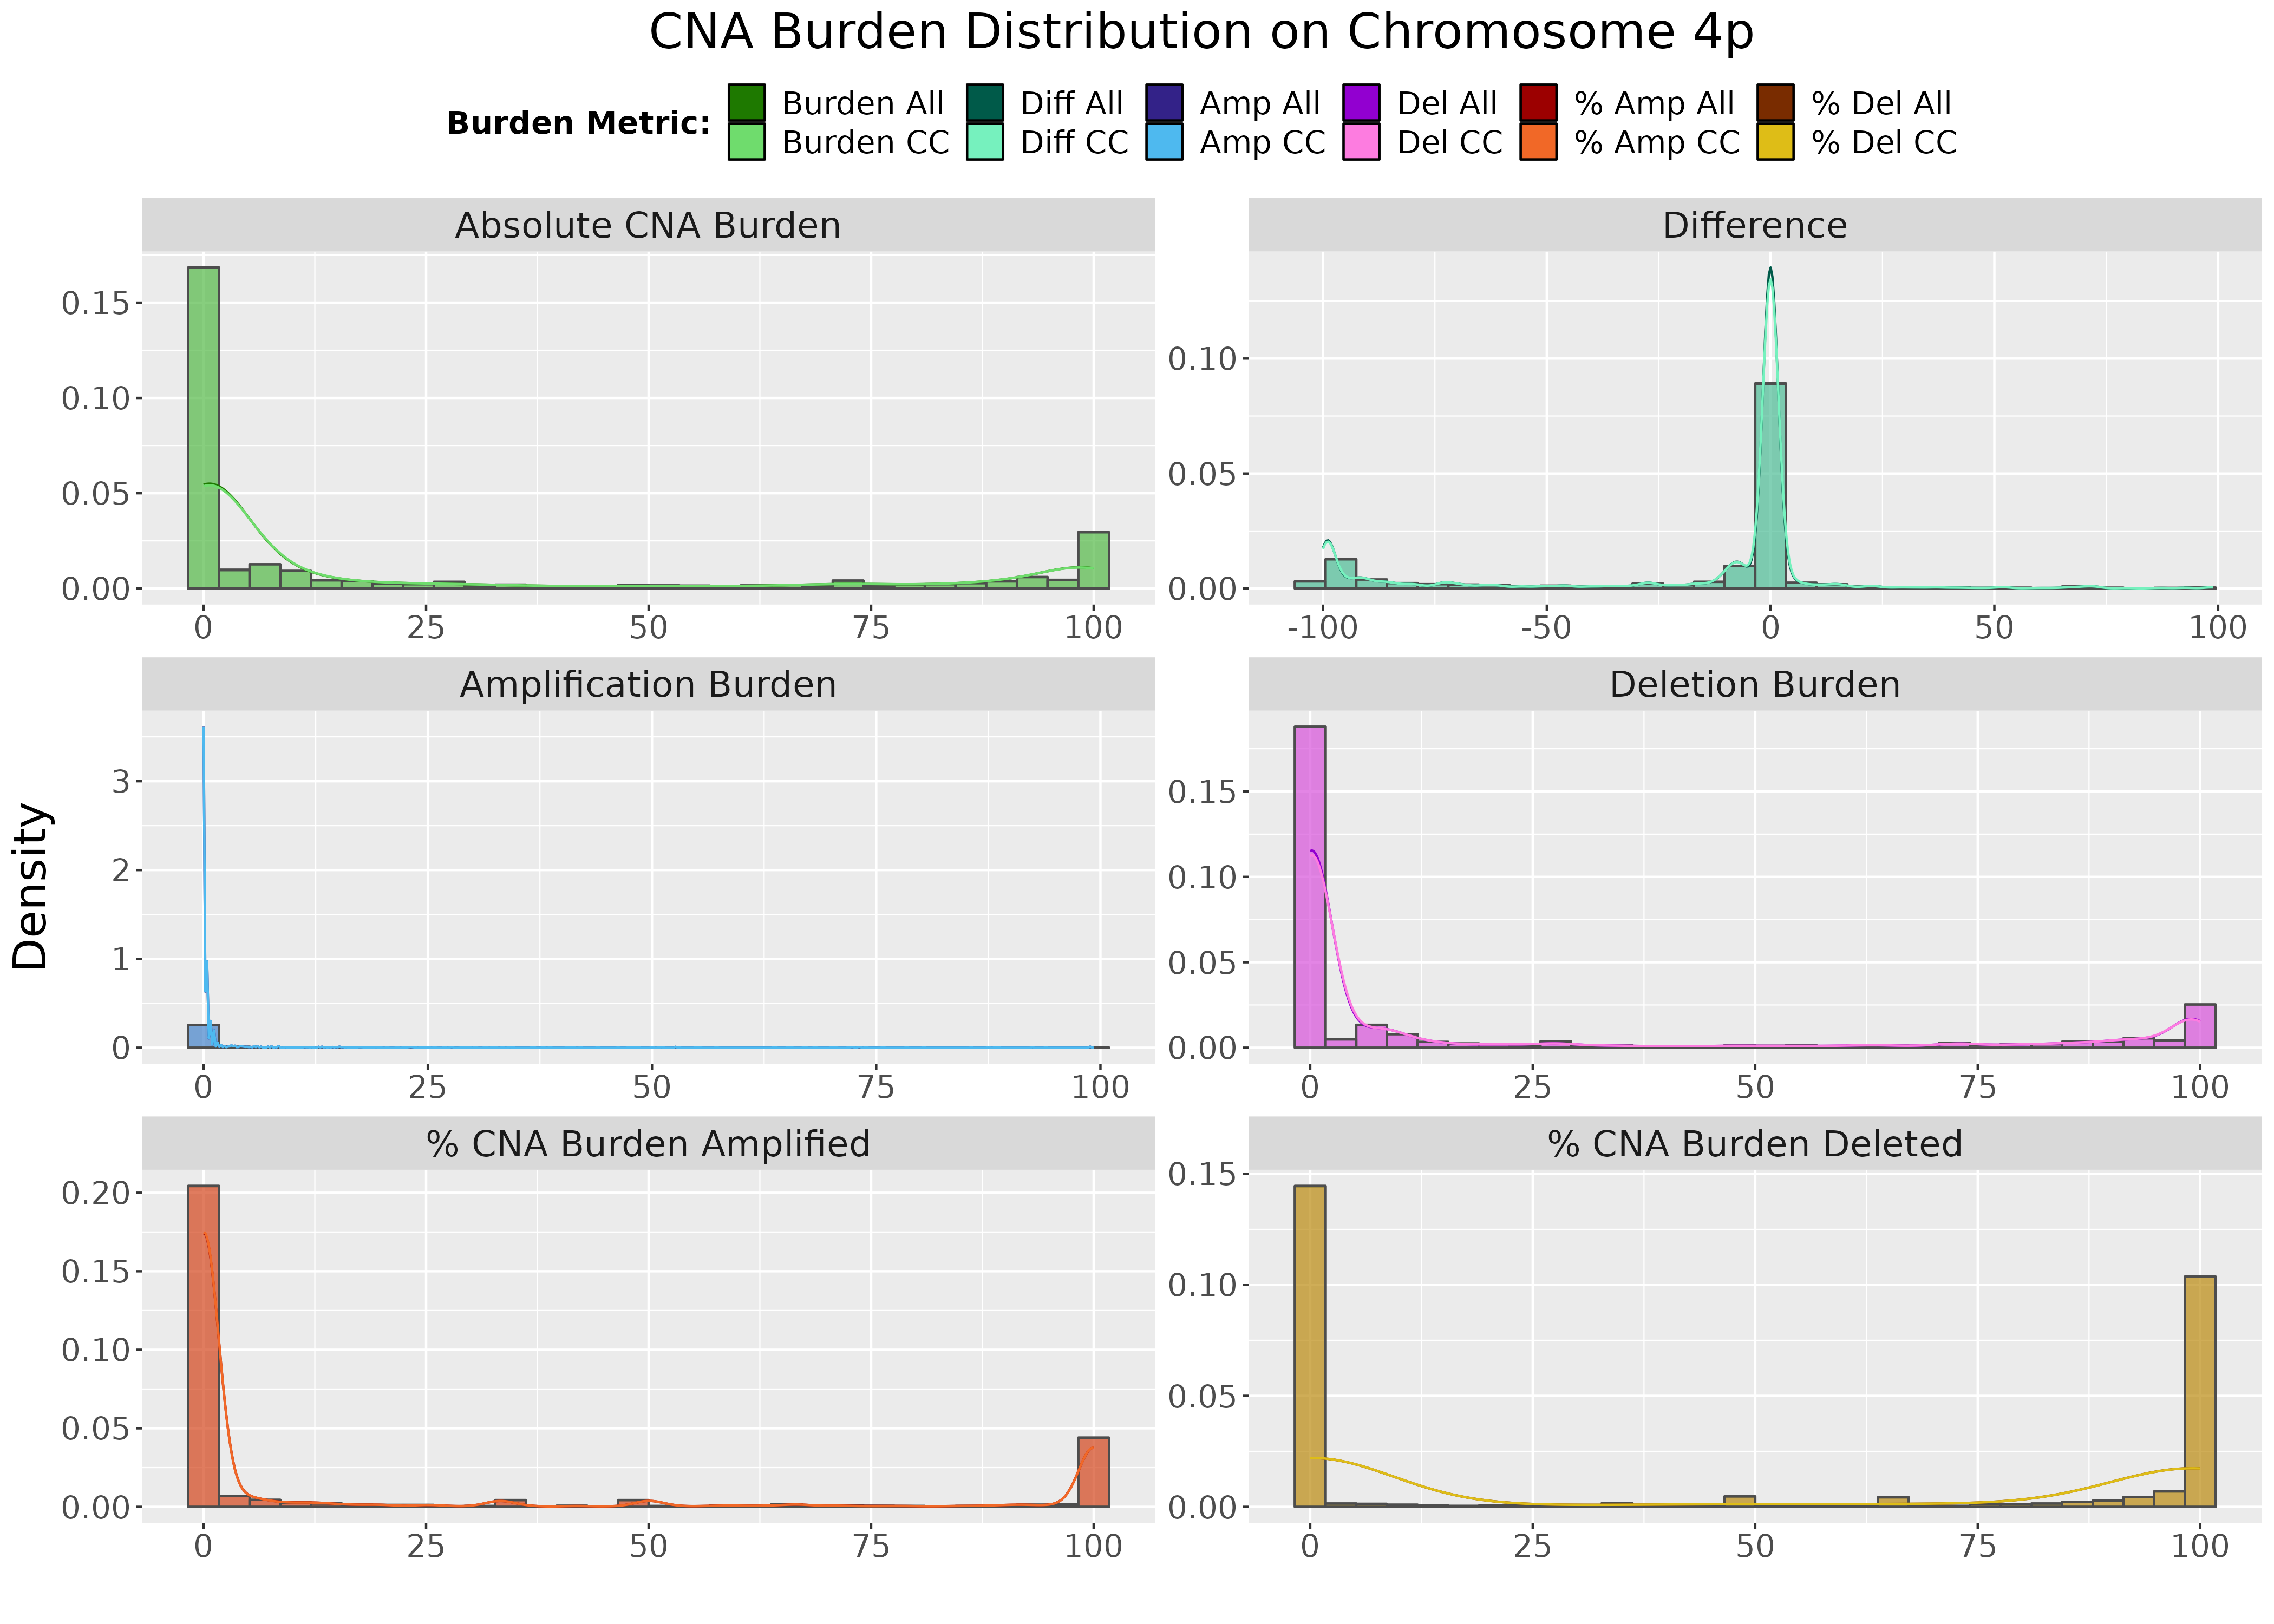 CNA Burden Distribution on Chromosome 4p
Burden Metric:
Burden All Diff All Amp All Del All % Amp All % Del All
Burden CC Diff CC Amp CC Del CC % Amp CC % Del CC
Absolute CNA Burden
0.15
0.10
0.05
0.00
0 25 50 75 100
Difference
0.10
0.05
0.00
-100 -50 0 50 100
Density
Amplification Burden
3
2
1
0
0 25 50 75 100
Deletion Burden
0.15
0.10
0.05
0.00
0 25 50 75 100
% CNA Burden Amplified
0.20
0.15
0.10
0.05
0.00
0 25 50 75 100
% CNA Burden Deleted
0.15
0.10
0.05
0.00
0 25 50 75 100